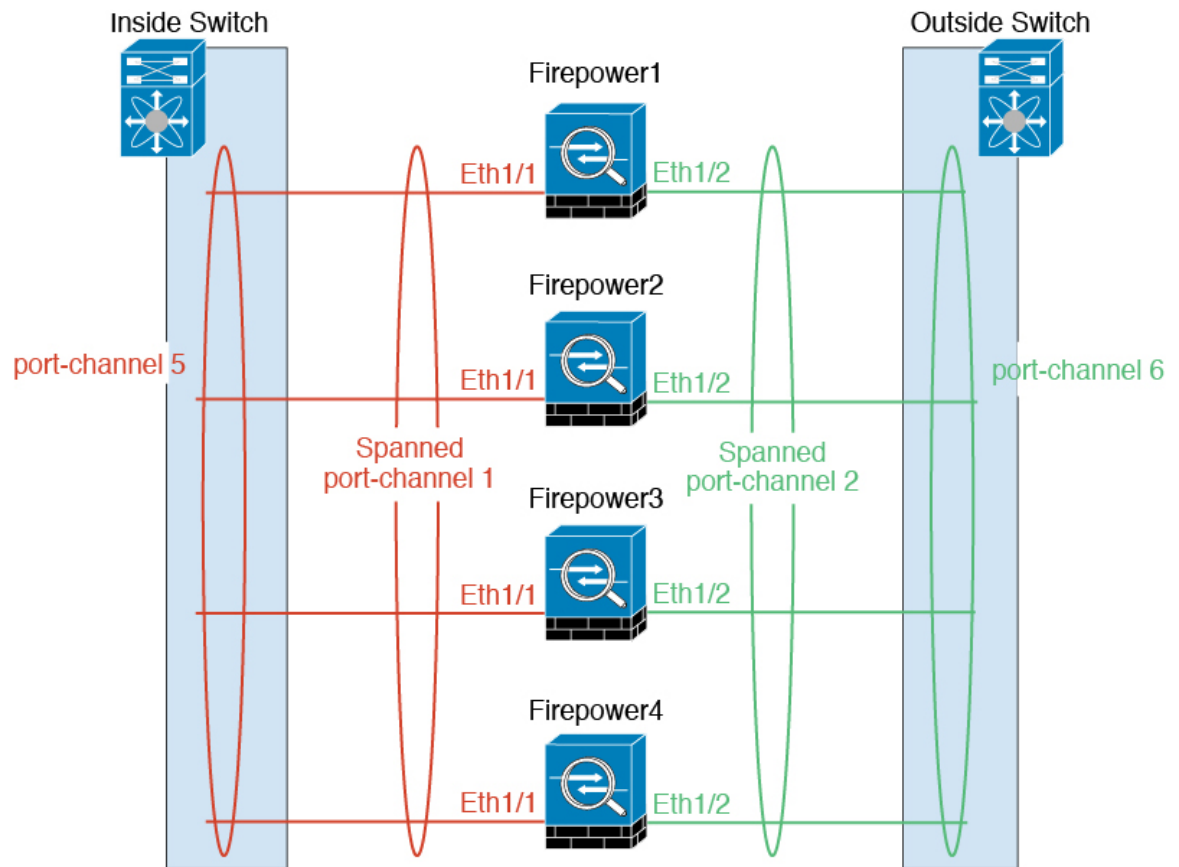 Inside Switch
Outside Switch
Firepower1
Eth1/1
Eth1/2
Firepower2
port-channel 5
Eth1/1
Eth1/2
port-channel 6
Spanned
port-channel 1
Spanned
port-channel 2
Firepower3
Eth1/1
Eth1/2
Firepower4
Eth1/1
Eth1/2